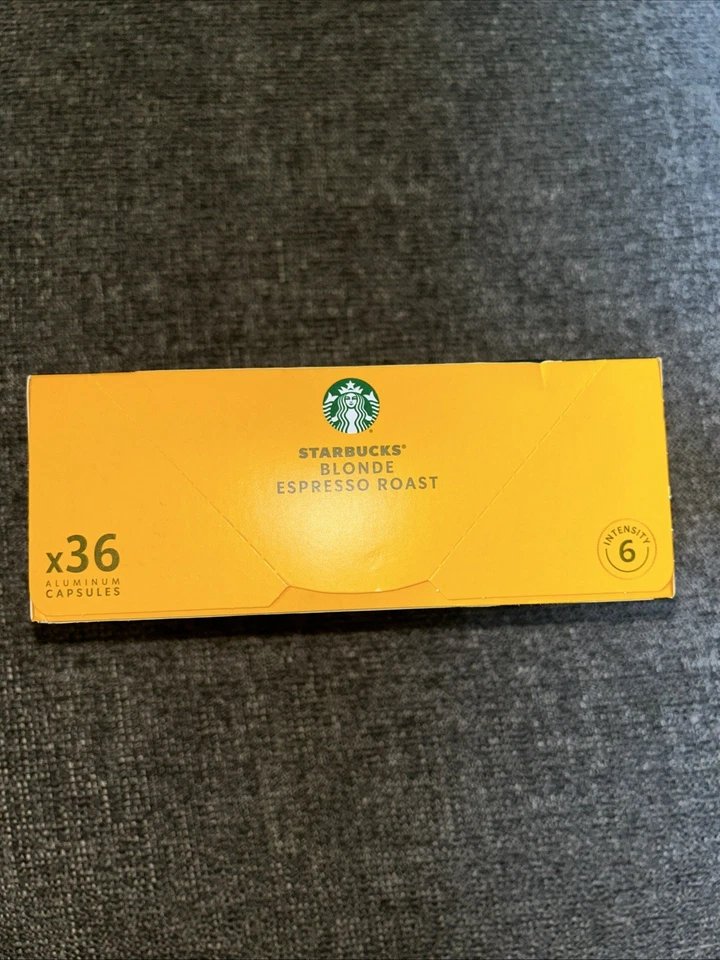 STARBUCKS®
BLONDE
ESPRESSO ROAST
x36
ALUMINUM
CAPSULES
INTENSITY
6